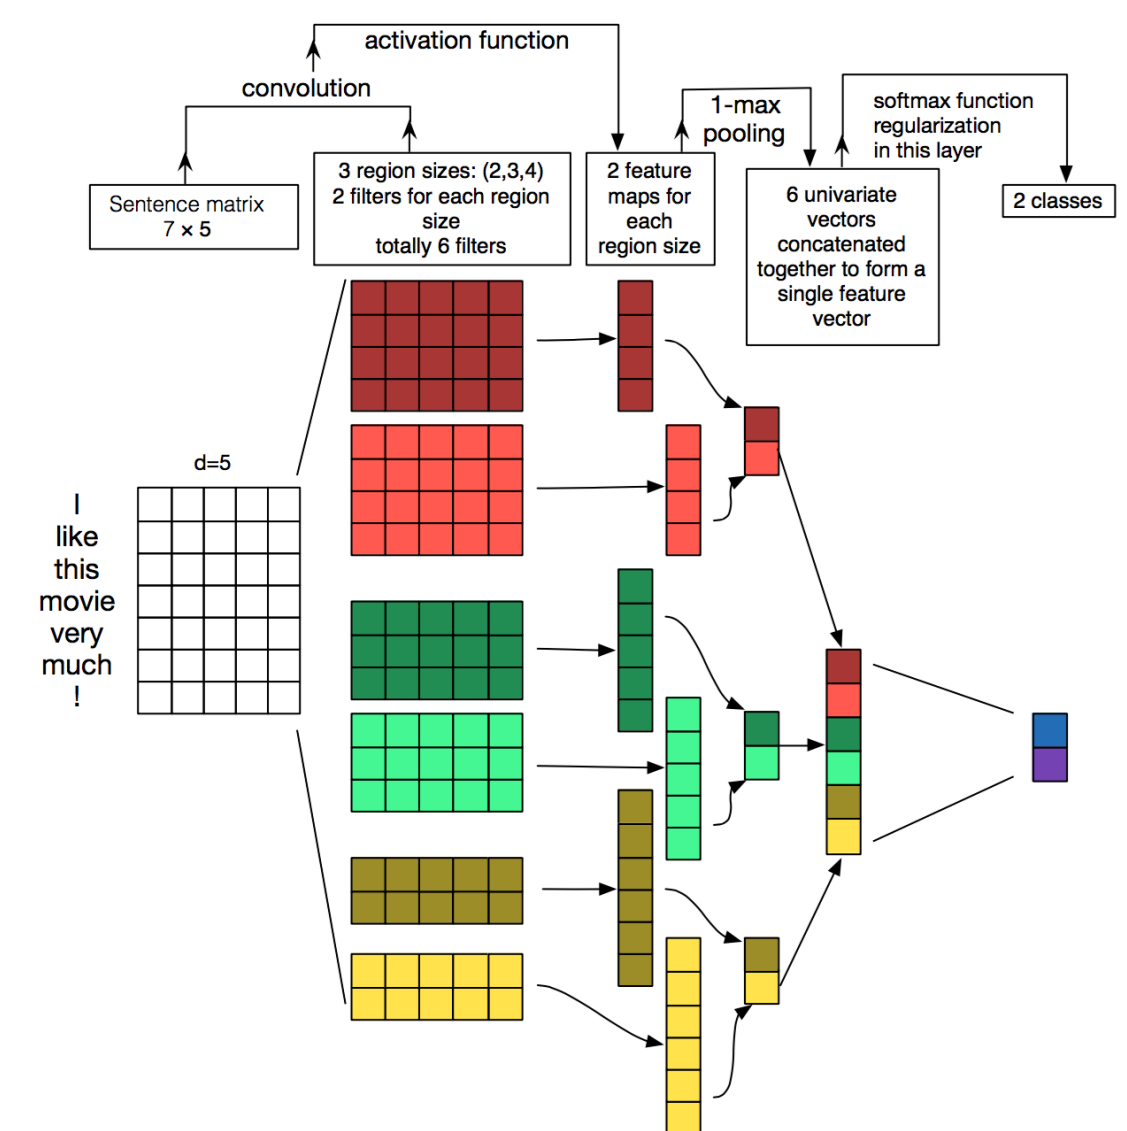 activation function
convolution
1-max
pooling
softmax function
regularization
in this layer
Sentence matrix
7 × 5
3 region sizes: (2,3,4)
2 filters for each region
size
totally 6 filters
2 feature
maps for
each
region size
6 univariate
vectors
concatenated
together to form a
single feature
vector
2 classes
d=5
I
like
this
movie
very
much
!